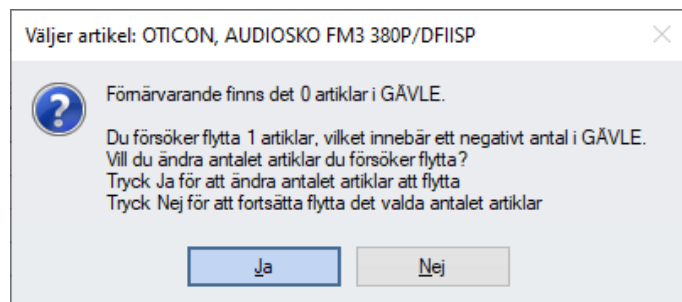 Väljer artikel: OTICON, AUDIOSKO FM3 380P/DFIISP
Förnärvarande finns det 0 artiklar i GÄVLE.
Du försöker flytta 1 artiklar, vilket innebär ett negativt antal i GÄVLE.
Vill du ändra antalet artiklar du försöker flytta?
Tryck Ja för att ändra antalet artiklar att flytta
Tryck Nej för att fortsätta flytta det valda antalet artiklar
Ja
Nej